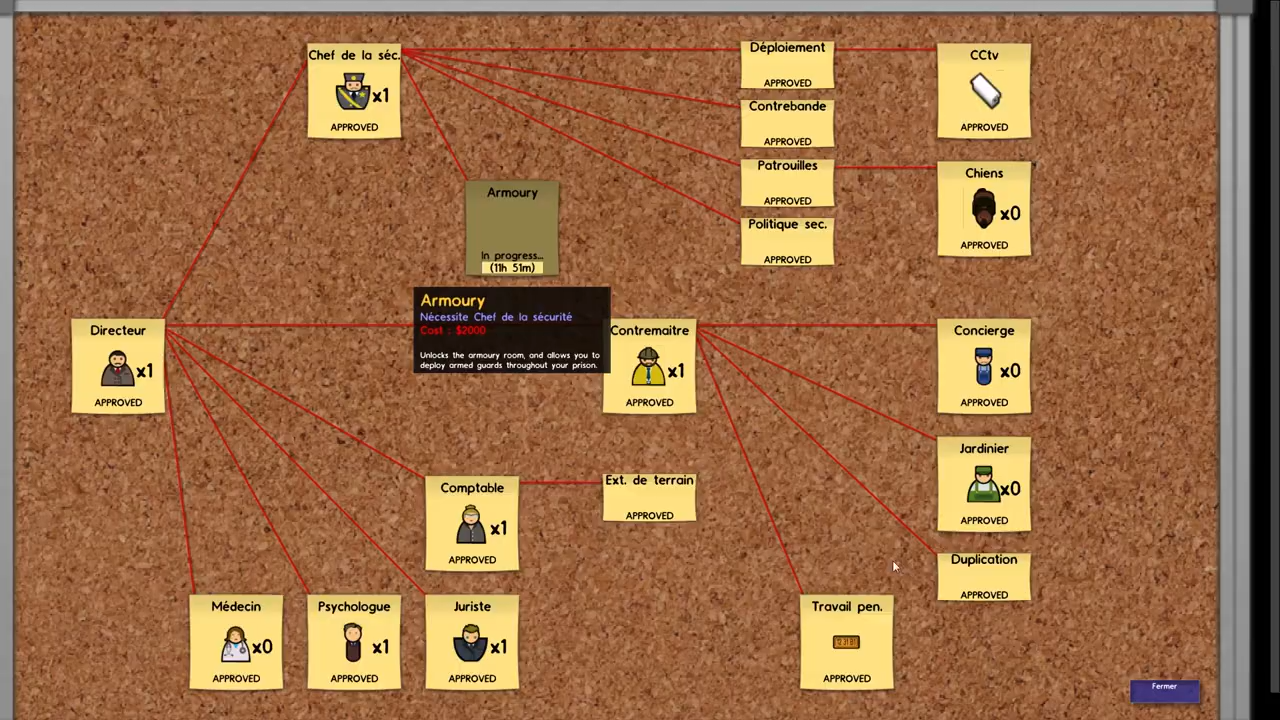 Chef de la séc.
x1
APPROVED
Déploiement
APPROVED
CCtv
APPROVED
Contrebande
APPROVED
Patrouilles
APPROVED
Chiens
x0
APPROVED
Armoury
In progress...
(11h 51m)
Politique sec.
APPROVED
Armoury
Nécessite Chef de la sécurité
Cost : $2000
Unlocks the armoury room, and allows you to
deploy armed guards throughout your prison.
Directeur
x1
APPROVED
Contremaitre
x1
APPROVED
Concierge
x0
APPROVED
Jardinier
x0
APPROVED
Comptable
x1
APPROVED
Ext. de terrain
APPROVED
Duplication
APPROVED
Médecin
x0
APPROVED
Psychologue
x1
APPROVED
Juriste
x1
APPROVED
Travail pen.
APPROVED
Fermer